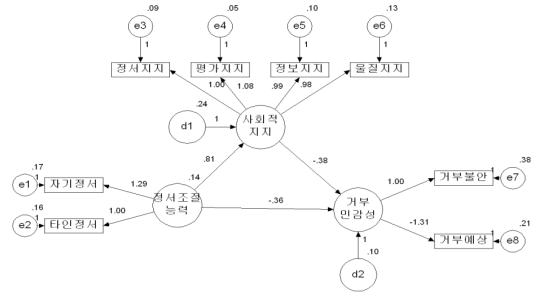 .09
.05
.10
.13
e3
e4
e5
e6
1
1
1
1
정서지지
평가지지
정보지지
물질지지
1.00
1.08
.99
.98
.24
d1
1
사회적
지지
.81
-.38
.17
e1
1
자기정서
1.29
.14
정서조절
능력
.16
e2
1
타인정서
1.00
-.36
거부
민감성
1.00
거부불안
1
.38
e7
-1.31
거부예상
1
.21
e8
1
.10
d2